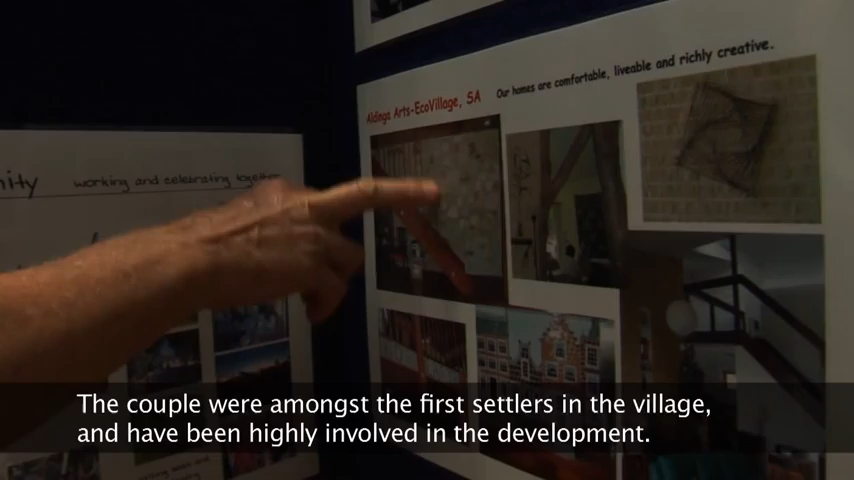 Our homes are comfortable, liveable and richly creative.
Aldinga Arts-EcoVillage, SA
nity working and celebrating together
The couple were amongst the first settlers in the village,
and have been highly involved in the development.